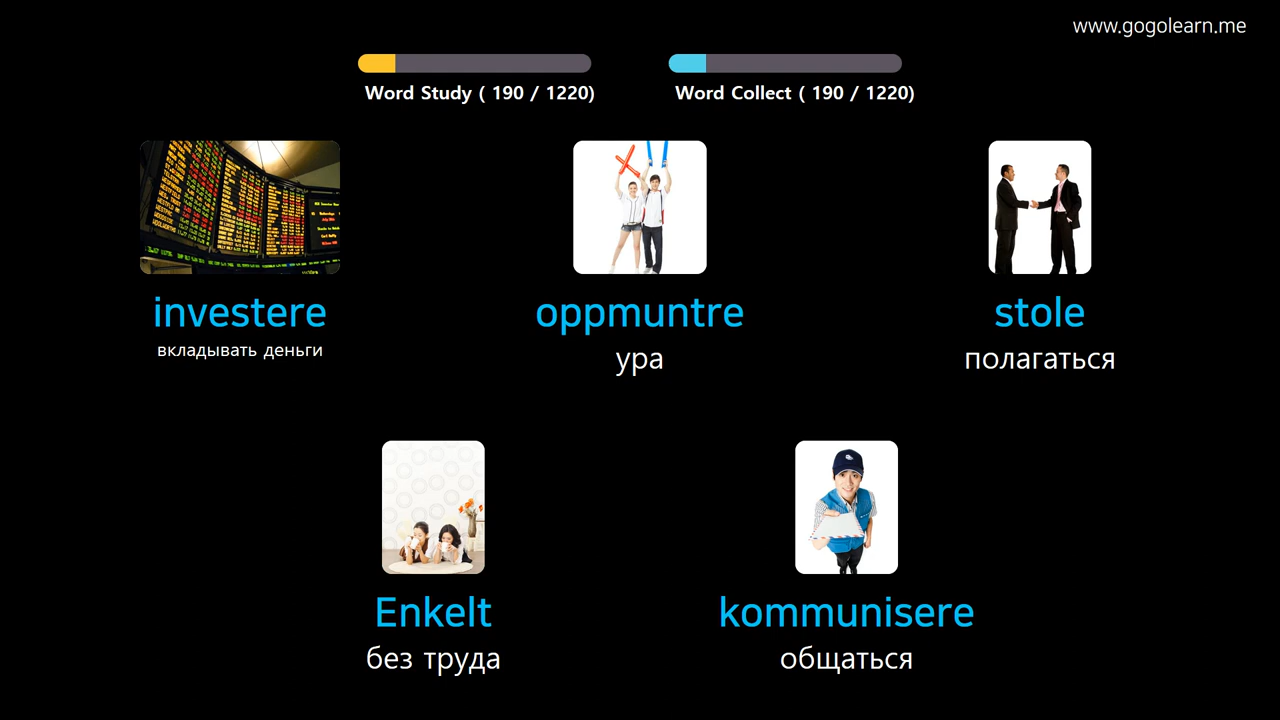 www.gogolearn.me
Word Study ( 190 / 1220)
Word Collect ( 190 / 1220)
investere
вкладывать деньги
oppmuntre
ура
stole
полагаться
Enkelt
без труда
kommunisere
общаться